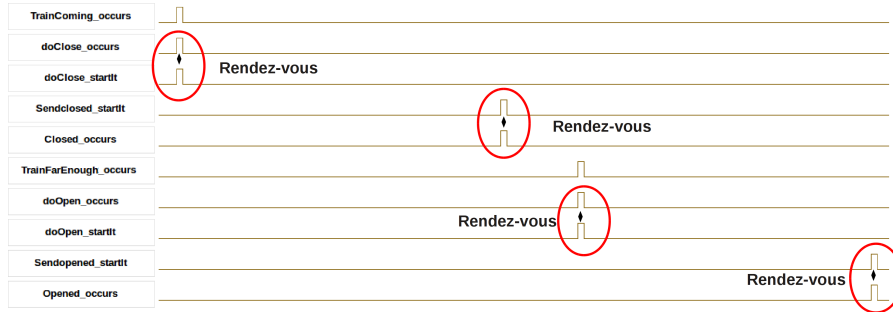 TrainComing_occurs
doClose_occurs
Rendez-vous
doClose_startIt
Sendclosed_startIt
Rendez-vous
Closed_occurs
TrainFarEnough_occurs
doOpen_occurs
Rendez-vous
doOpen_startIt
Sendopened_startIt
Rendez-vous
Opened_occurs